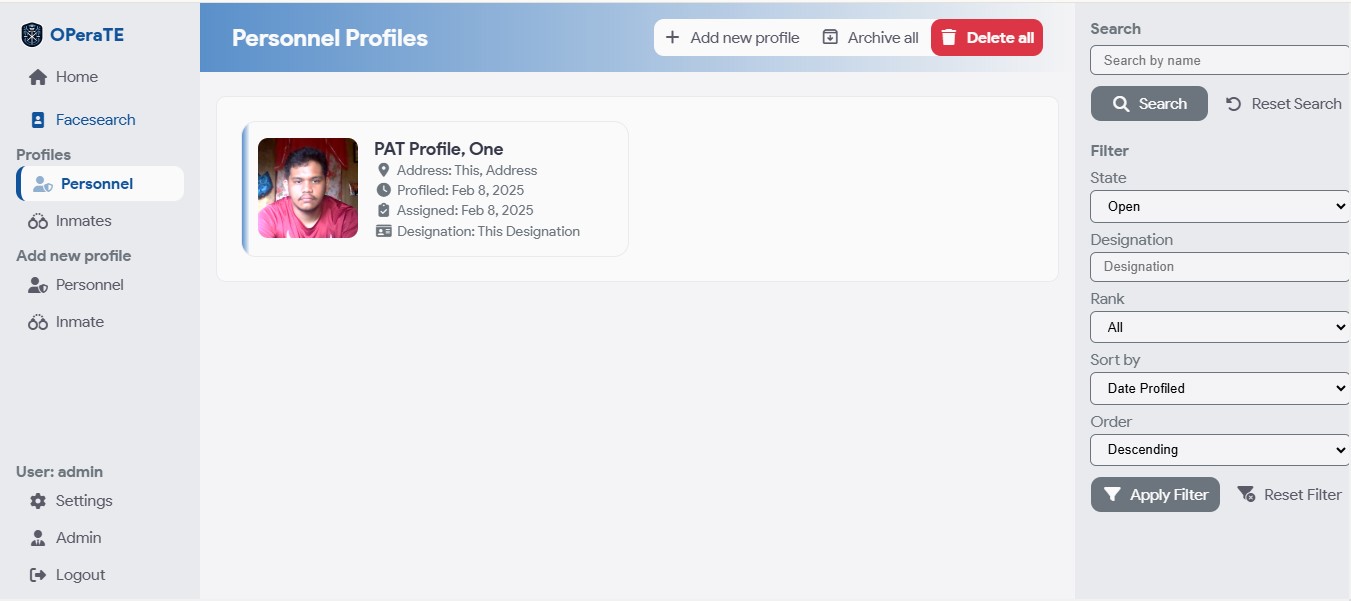 OPeraTE
Home
Facesearch
Profiles
Personnel
Inmates
Add new profile
Personnel
Inmate
User: admin
Settings
Admin
Logout
Personnel Profiles
Add new profile
Archive all
Delete all
PAT Profile, One
Address: This, Address
Profiled: Feb 8, 2025
Assigned: Feb 8, 2025
Designation: This Designation
Search
Search by name
Search
Reset Search
Filter
State
Open
Designation
Designation
Rank
All
Sort by
Date Profiled
Order
Descending
Apply Filter
Reset Filter